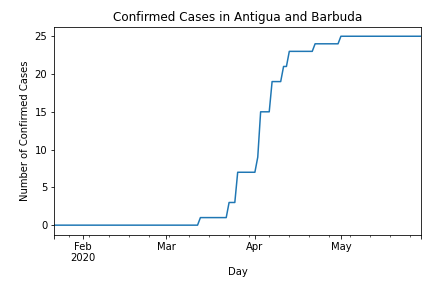 Confirmed Cases in Antigua and Barbuda
Number of Confirmed Cases
25
20
15
10
5
0
Feb Mar Apr May
2020
Day